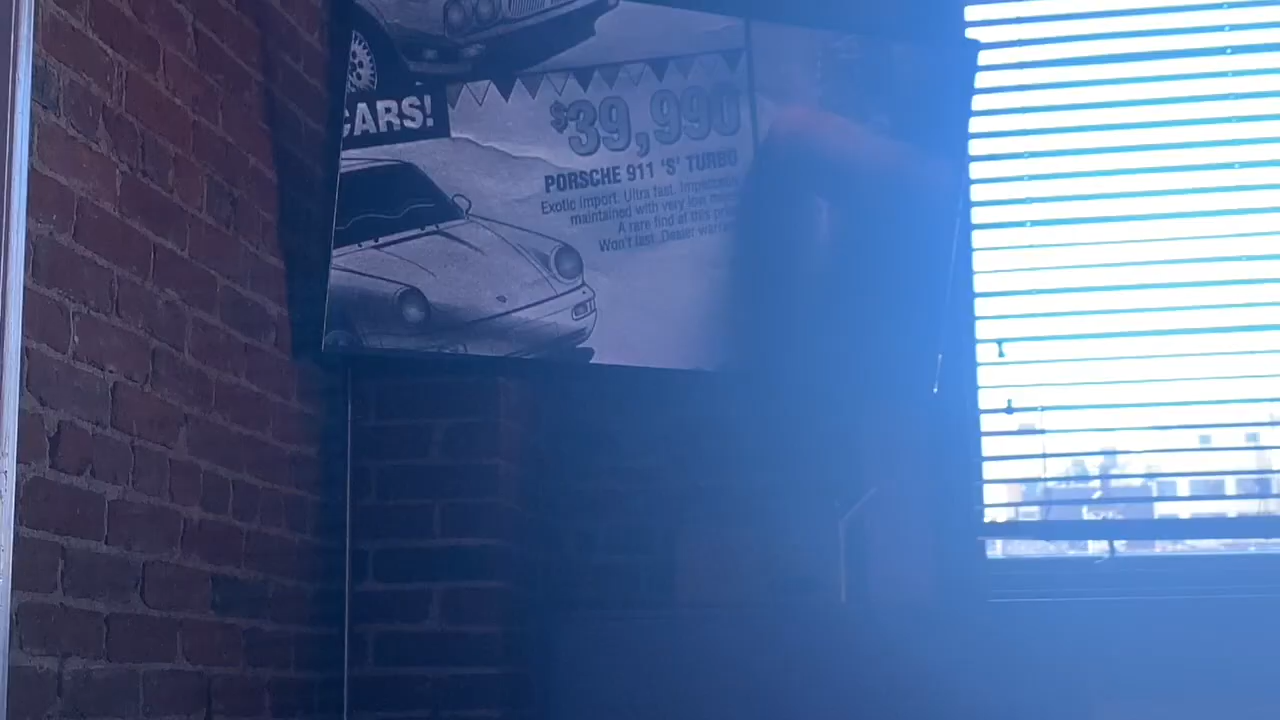 CARS!
$39,990
PORSCHE 911 'S' TURBO
Exotic import. Ultra fast.
maintained with very low
A rare find at this
Won't last. Dealer